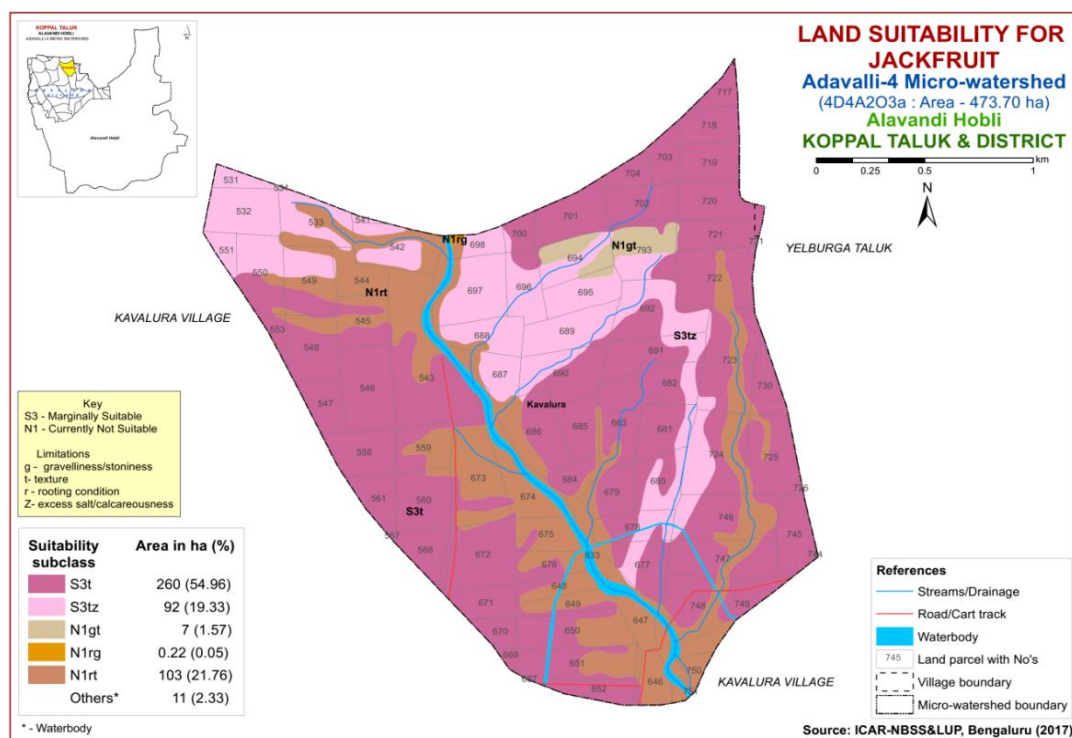 KOPPAL TALUK
ALAVANDI HOBLI
Alavandi Hobli
LAND SUITABILITY FOR
JACKFRUIT
Adavalli-4 Micro-watershed
(4D4A2O3a : Area - 473.70 ha)
Alavandi Hobli
KOPPAL TALUK & DISTRICT
km
0 0.25 0.5 1
N
YELBURGA TALUK
KAVALURA VILLAGE
KAVALURA VILLAGE
717
718
703
704 719
702 720
531
532 533 541
701 700 721
551 542 N1rg 698 N1gt 793
550 549 544 694 722
N1rt 697 696 695
545 692
553 688 689 S3tz
548 691 723
543 687 690 682 730
546
547 Kavalura
686 685 683 681
559 724 725
558 684
673 680
561 560 674 679 726
S3t 746
567 675 678 745
568 672 633 747 744
676 677
648
671 649 748 749
647
670 650
669 651 750
667 652 646
Key
S3 - Marginally Suitable
N1 - Currently Not Suitable
Limitations
g - gravelliness/stoniness
t- texture
r - rooting condition
Z- excess salt/calcareousness
Suitability subclass Area in ha (%)
S3t 260 (54.96)
S3tz 92 (19.33)
N1gt 7 (1.57)
N1rg 0.22 (0.05)
N1rt 103 (21.76)
Others* 11 (2.33)
* - Waterbody
References
Streams/Drainage
Road/Cart track
Waterbody
745 Land parcel with No's
Village boundary
Micro-watershed boundary
Source: ICAR-NBSS&LUP, Bengaluru (2017)